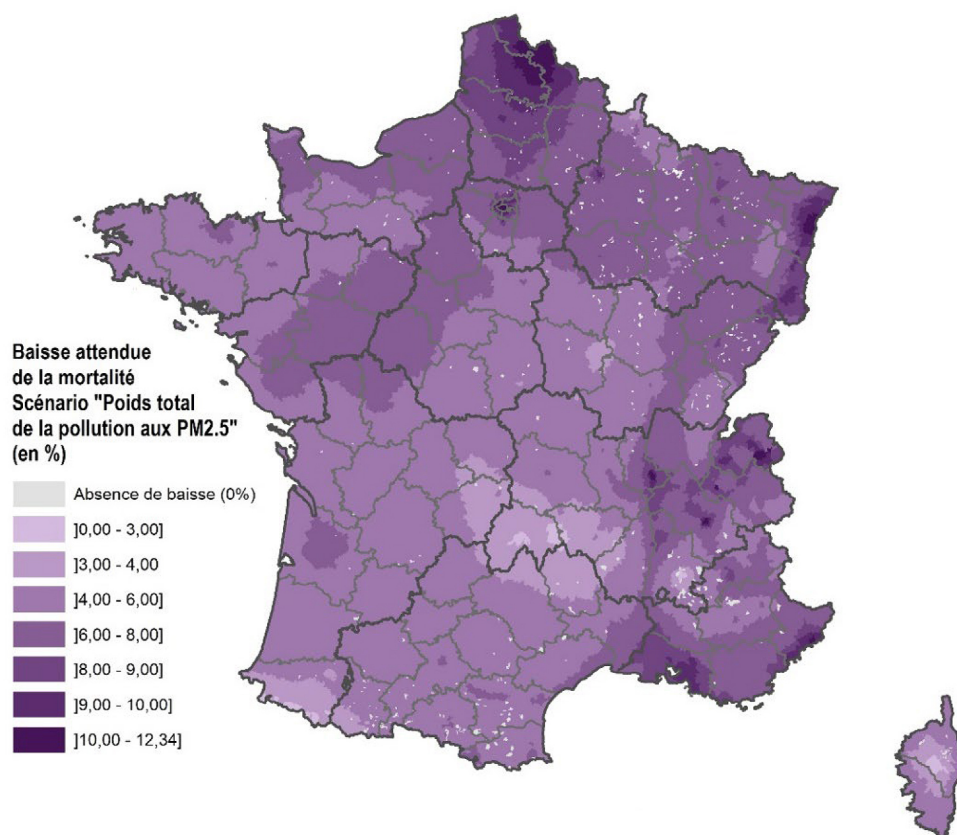 Baisse attendue
de la mortalité
Scénario "Poids total
de la pollution aux PM2.5"
(en %)
Absence de baisse (0%)
]0,00 - 3,00]
]3,00 - 4,00
]4,00 - 6,00]
]6,00 - 8,00]
]8,00 - 9,00]
]9,00 - 10,00]
]10,00 - 12,34]